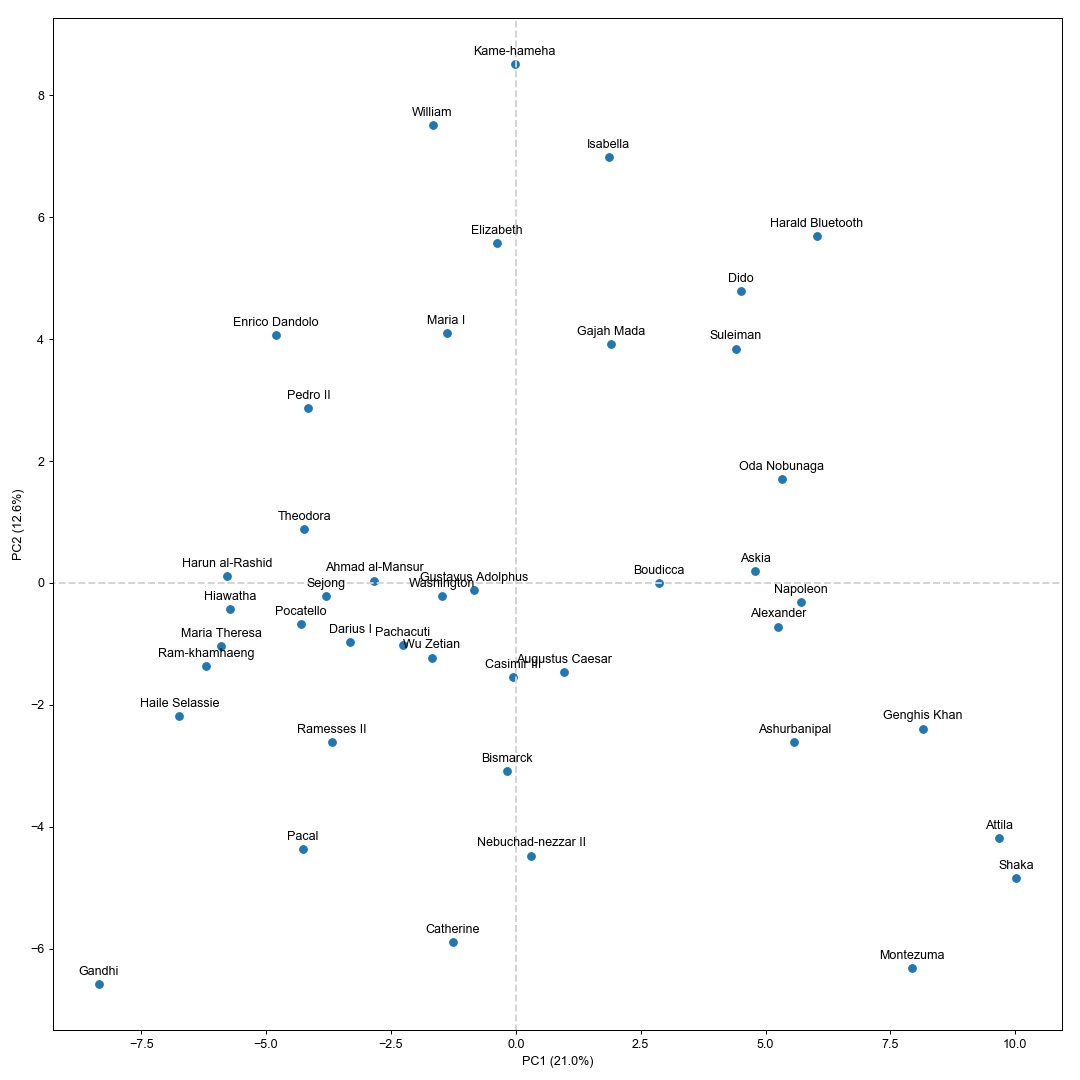 Kame-hameha
William
Isabella
Harald Bluetooth
Elizabeth
Dido
Enrico Dandolo
Maria I
Gajah Mada
Suleiman
Pedro II
Oda Nobunaga
Theodora
Harun al-Rashid
Ahmad al-Mansur
Gustavus Adolphus
Askia
Boudicca
Sejong
Washington
Hiawatha
Napoleon
Pocatello
Alexander
Maria Theresa
Darius I
Pachacuti
Wu Zetian
Ram-khamhaeng
Casimir III
Augustus Caesar
Haile Selassie
Genghis Khan
Ramesses II
Ashurbanipal
Bismarck
Attila
Pacal
Nebuchad-nezzar II
Shaka
Catherine
Montezuma
Gandhi
8
6
4
2
0
−2
−4
−6
PC2 (12.6%)
−7.5 −5.0 −2.5 0.0 2.5 5.0 7.5 10.0
PC1 (21.0%)